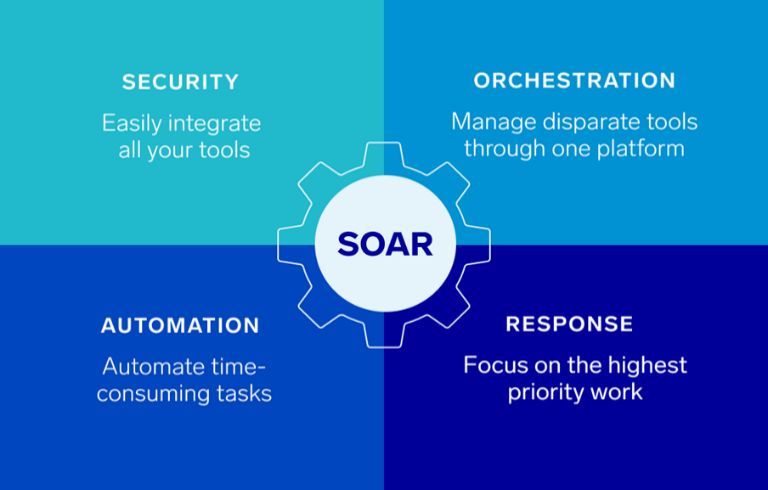 SECURITY
Easily integrate
all your tools
ORCHESTRATION
Manage disparate tools
through one platform
SOAR
AUTOMATION
Automate time-
consuming tasks
RESPONSE
Focus on the highest
priority work